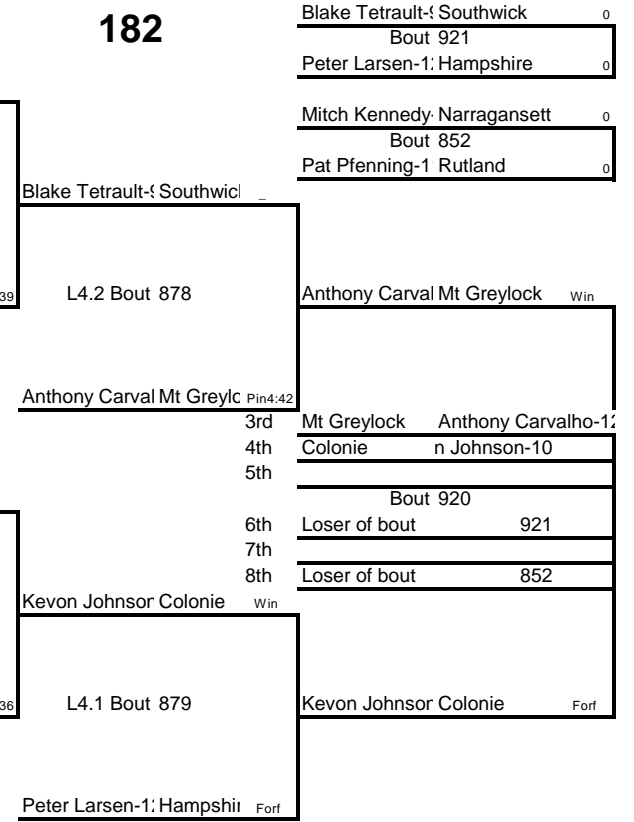 182
Blake Tetrault-9 Southwick 0
Bout 921
Peter Larsen-1 Hampshire 0
Mitch Kennedy- Narragansett 0
Bout 852
Pat Pfenning-1 Rutland 0
Blake Tetrault-9 Southwic _
39 L4.2 Bout 878 Anthony Carval Mt Greylock Win
Anthony Carval Mt Greylc Pin4:42
3rd Mt Greylock Anthony Carvalho-12
4th Colonie n Johnson-10
5th
Bout 920
6th Loser of bout 921
7th
8th Loser of bout 852
Kevon Johnsor Colonie Win
36 L4.1 Bout 879 Kevon Johnsor Colonie Forf
Peter Larsen-1 Hampshir Forf